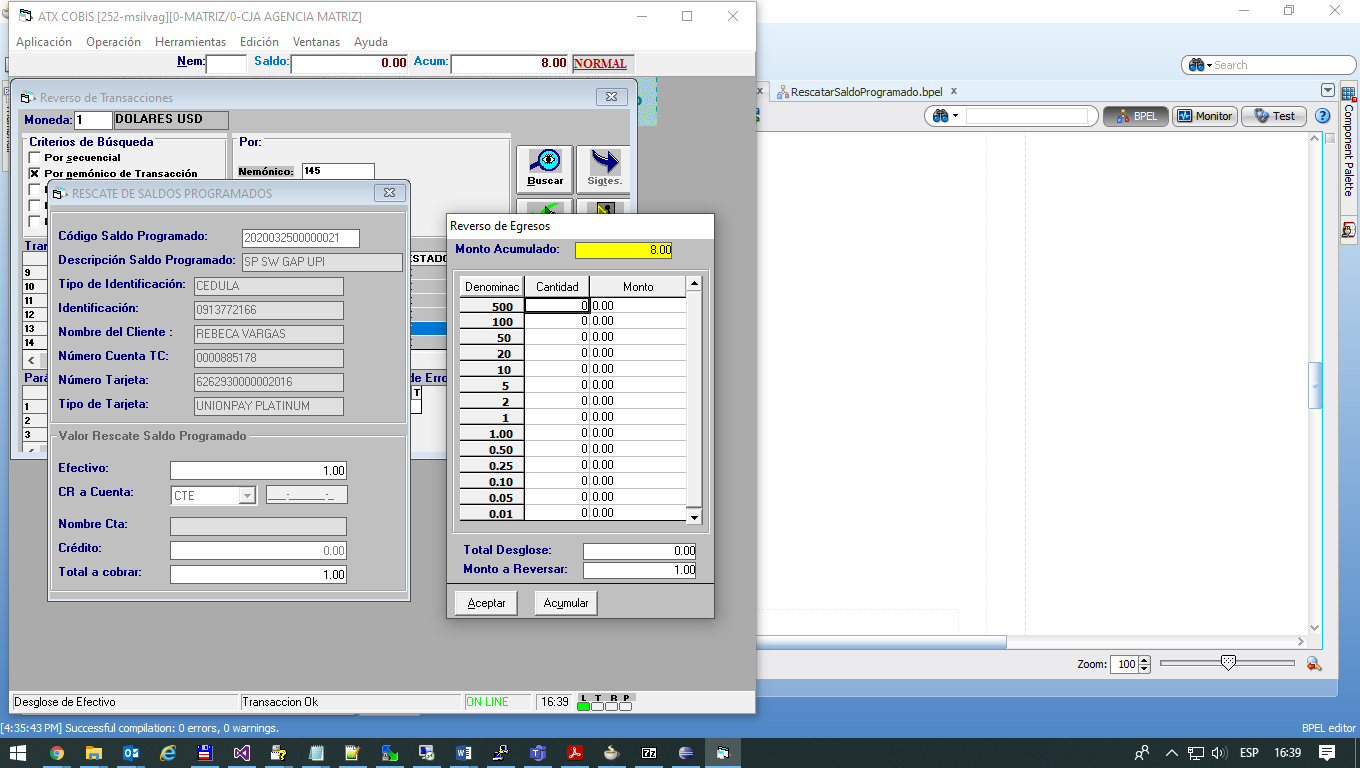 ATX COBIS [252-msilvag][0-MATRIZ/0-CJA AGENCIA MATRIZ]
Aplicación Operación Herramientas Edición Ventanas Ayuda
Nem: Saldo: 0.00 Acum: 8.00 NORMAL
Reverso de Transacciones
Moneda: 1 DOLARES USD
Criterios de Búsqueda
Por secuencial
Por nemónico de Transacción
Por:
Nemónico: 145
Buscar
Sigtes.
9
10
11
12
13
14
1
2
3
RESCATE DE SALDOS PROGRAMADOS
Código Saldo Programado: 2020032500000021
Descripción Saldo Programado: SP SW GAP UPI
Tipo de Identificación: CEDULA
Identificación: 0913772166
Nombre del Cliente : REBECA VARGAS
Número Cuenta TC: 0000885178
Número Tarjeta: 6262930000002016
Tipo de Tarjeta: UNIONPAY PLATINUM
Valor Rescate Saldo Programado
Efectivo: 1.00
CR a Cuenta: CTE ___-______-_
Nombre Cta:
Crédito: 0.00
Total a cobrar: 1.00
Reverso de Egresos
Monto Acumulado: 8.00
Denominac Cantidad Monto
500 0 0.00
100 0 0.00
50 0 0.00
20 0 0.00
10 0 0.00
5 0 0.00
2 0 0.00
1 0 0.00
1.00 0 0.00
0.50 0 0.00
0.25 0 0.00
0.10 0 0.00
0.05 0 0.00
0.01 0 0.00
Total Desglose: 0.00
Monto a Reversar: 1.00
Aceptar Acumular
Desglose de Efectivo Transaccion Ok ON LINE 16:39 L T R P
Search
RescatarSaldoProgramado.bpel x
BPEL Monitor Test
Component Palette
Zoom: 100
[4:35:43 PM] Successful compilation: 0 errors, 0 warnings. BPEL editor
ESP 16:39